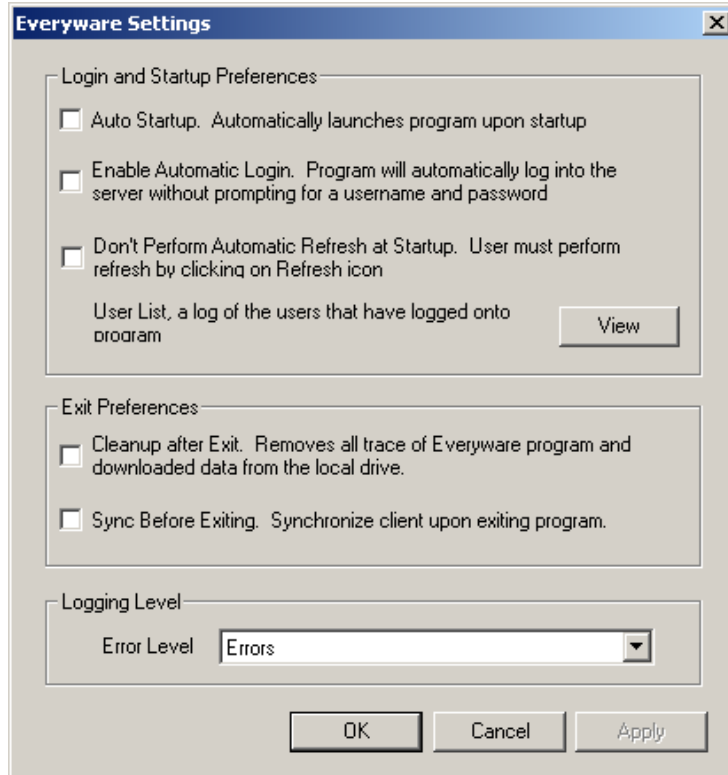 Everyware Settings
Login and Startup Preferences
Auto Startup.  Automatically launches program upon startup
Enable Automatic Login.  Program will automatically log into the
server without prompting for a username and password
Don't Perform Automatic Refresh at Startup.  User must perform
refresh by clicking on Refresh icon
User List, a log of the users that have logged onto
program
View
Exit Preferences
Cleanup after Exit.  Removes all trace of Everyware program and
downloaded data from the local drive.
Sync Before Exiting.  Synchronize client upon exiting program.
Logging Level
Error Level
Errors
OK
Cancel
Apply